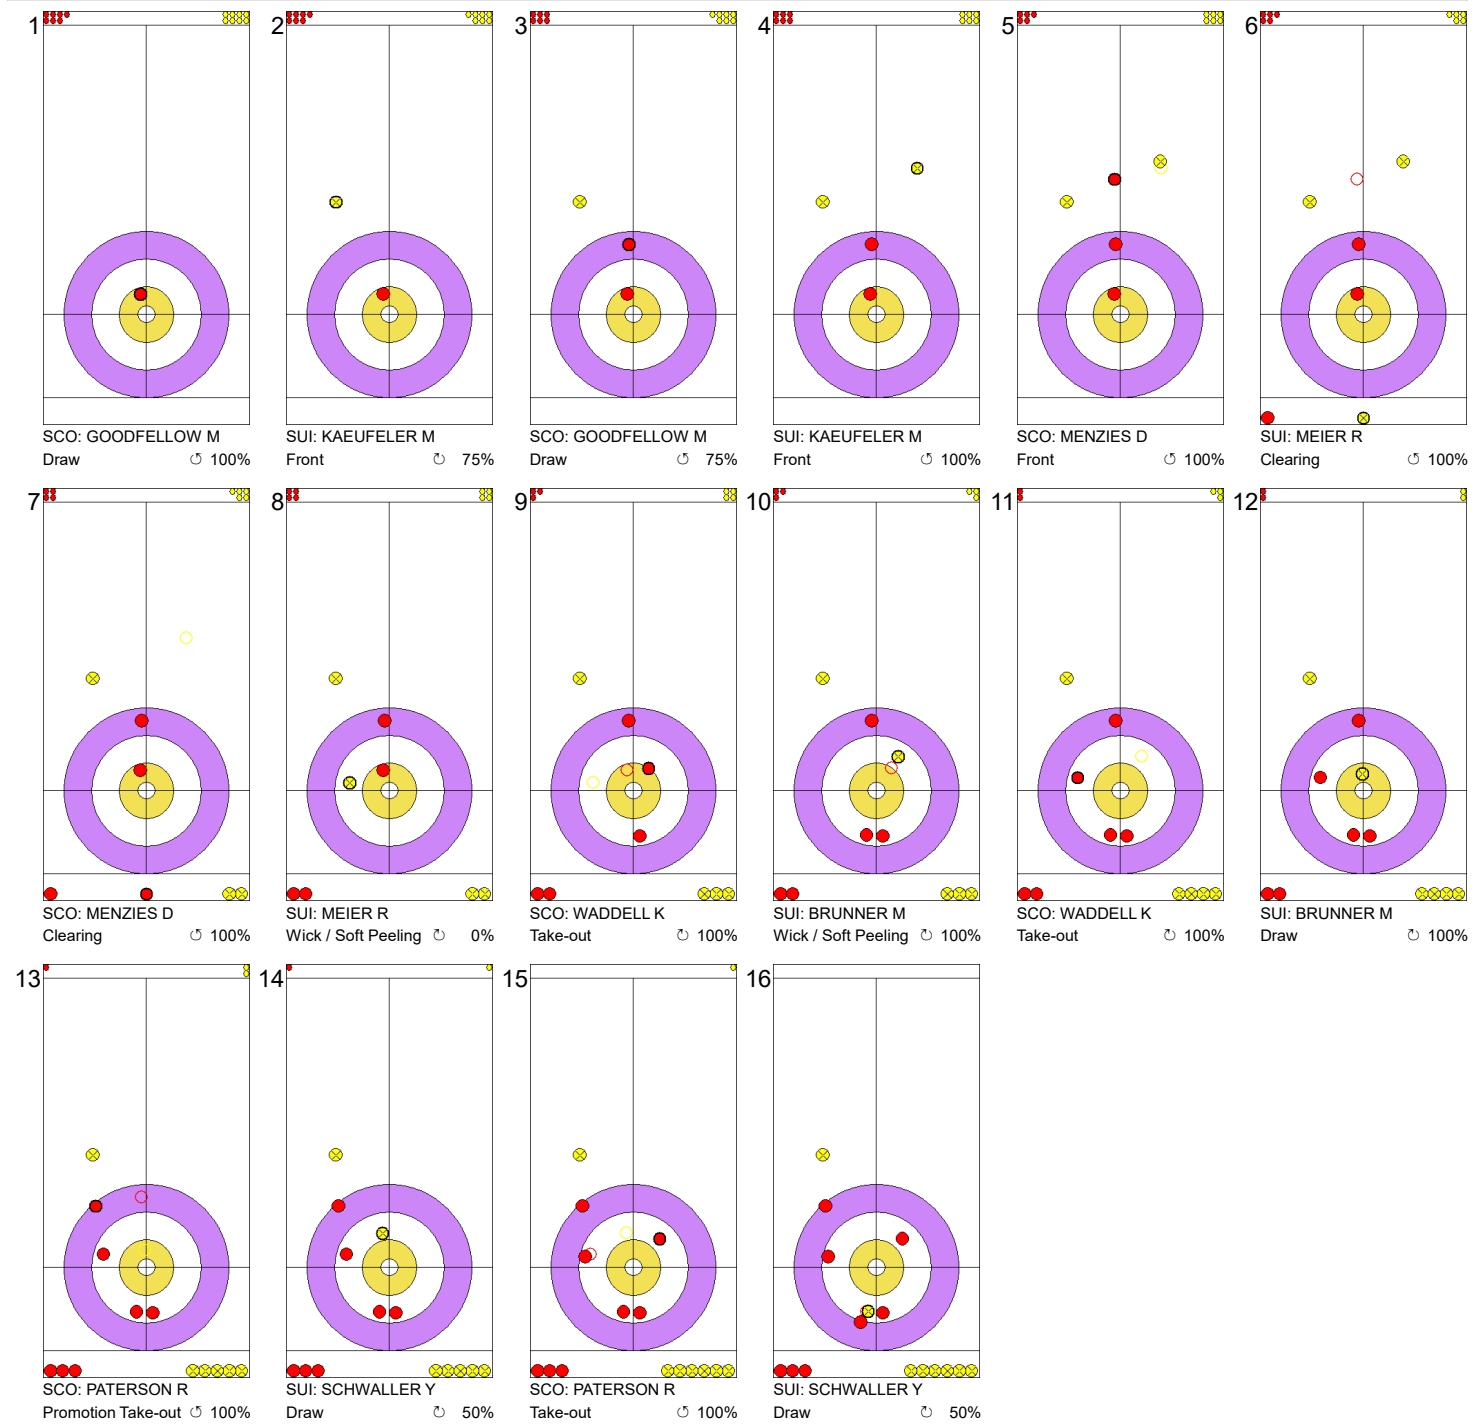 1
2
3
4
5
6
SCO: GOODFELLOW M
Draw ↺ 100%
SUI: KAEUFELER M
Front ↻ 75%
SCO: GOODFELLOW M
Draw ↻ 75%
SUI: KAEUFELER M
Front ↺ 100%
SCO: MENZIES D
Front ↺ 100%
SUI: MEIER R
Clearing ↺ 100%
7
8
9
10
11
12
SCO: MENZIES D
Clearing ↺ 100%
SUI: MEIER R
Wick / Soft Peeling ↻ 0%
SCO: WADDELL K
Take-out ↻ 100%
SUI: BRUNNER M
Wick / Soft Peeling ↻ 100%
SCO: WADDELL K
Take-out ↻ 100%
SUI: BRUNNER M
Draw ↻ 100%
13
14
15
16
SCO: PATERSON R
Promotion Take-out ↺ 100%
SUI: SCHWALLER Y
Draw ↻ 50%
SCO: PATERSON R
Take-out ↺ 100%
SUI: SCHWALLER Y
Draw ↻ 50%